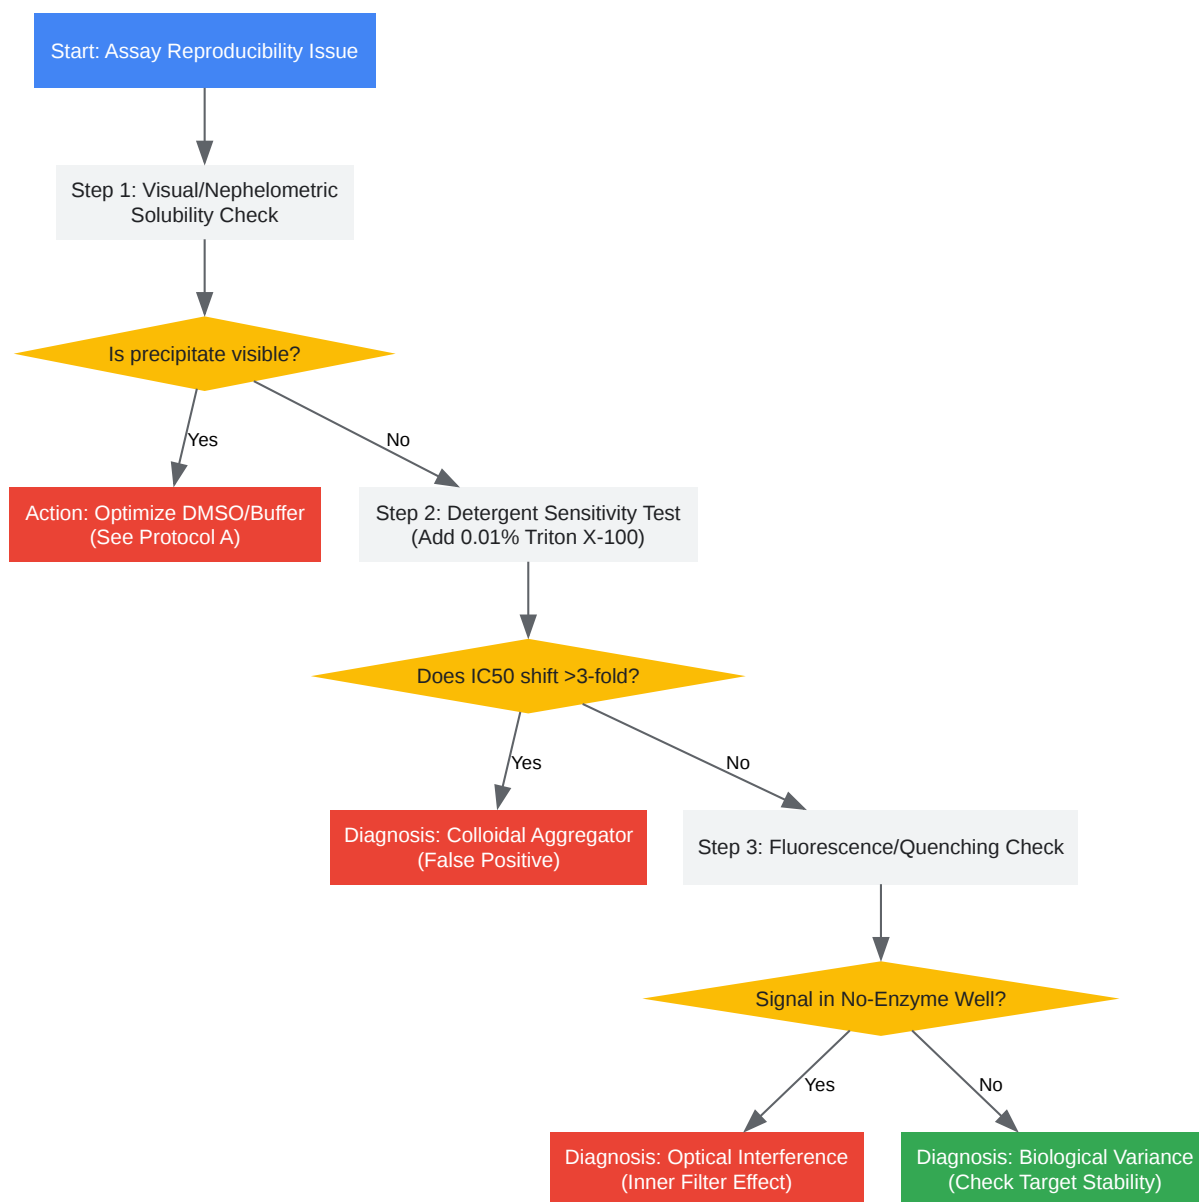 Start: Assay Reproducibility Issue
Step 1: Visual/Nephelometric
Solubility Check
Is precipitate visible?
Yes
No
Action: Optimize DMSO/Buffer
(See Protocol A)
Step 2: Detergent Sensitivity Test
(Add 0.01% Triton X-100)
Does IC50 shift >3-fold?
Yes
No
Diagnosis: Colloidal Aggregator
(False Positive)
Step 3: Fluorescence/Quenching Check
Signal in No-Enzyme Well?
Yes
No
Diagnosis: Optical Interference
(Inner Filter Effect)
Diagnosis: Biological Variance
(Check Target Stability)